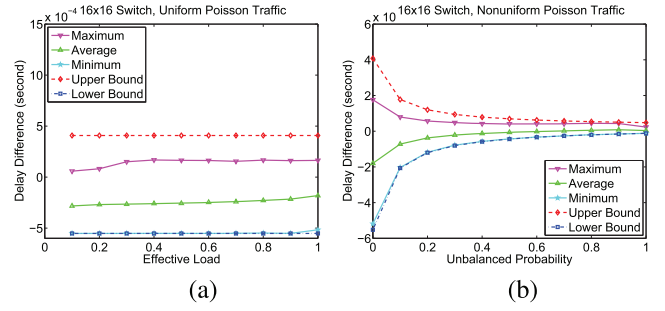 x 10⁻⁴ 16x16 Switch, Uniform Poisson Traffic
15
10
5
0
−5
0 0.2 0.4 0.6 0.8 1
Delay Difference (second)
Effective Load
Maximum
Average
Minimum
Upper Bound
Lower Bound
(a)
x 10 16x16 Switch, Nonuniform Poisson Traffic
6
4
2
0
−2
−4
−6
0 0.2 0.4 0.6 0.8 1
Delay Difference (second)
Unbalanced Probability
Maximum
Average
Minimum
Upper Bound
Lower Bound
(b)